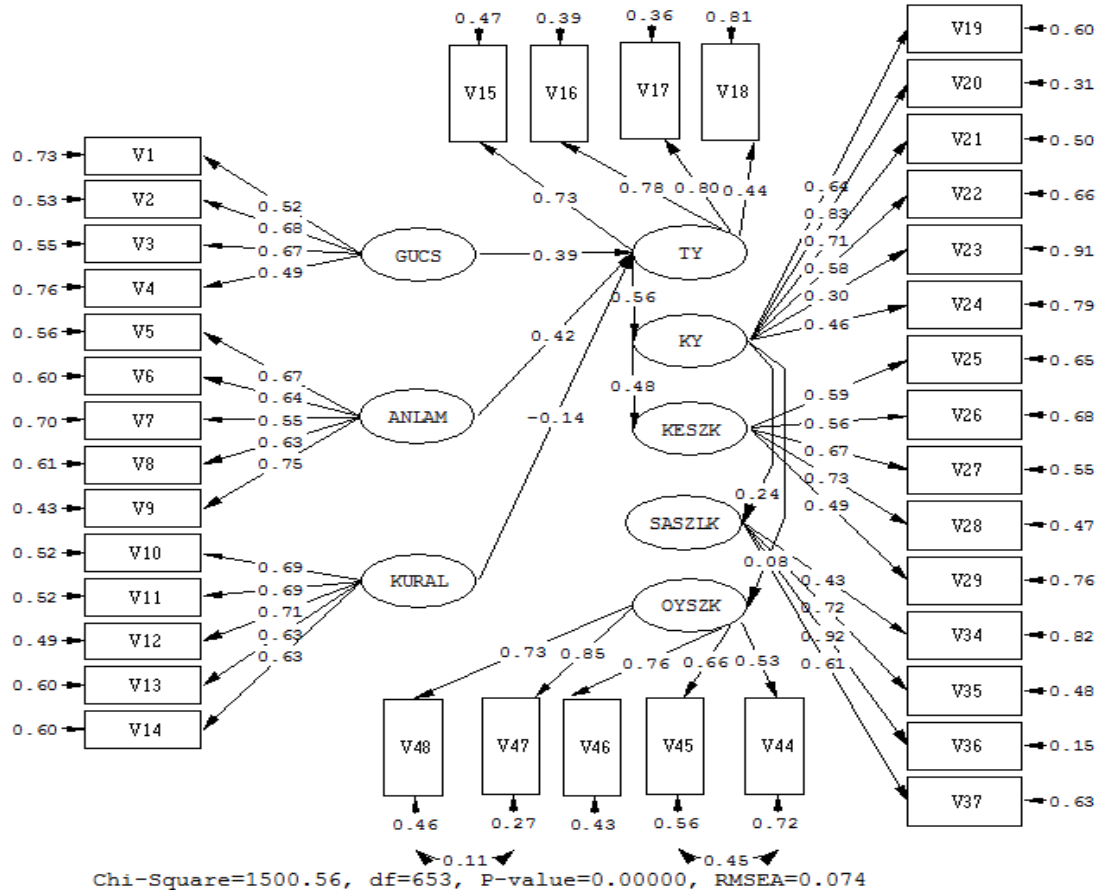 0.47 0.39 0.36 0.81
V15 V16 V17 V18
0.73 V1
0.53 V2
0.55 V3
0.76 V4
0.56 V5
0.60 V6
0.70 V7
0.61 V8
0.43 V9
0.52 V10
0.52 V11
0.49 V12
0.60 V13
0.60 V14
0.52
0.68
0.67
0.49
0.67
0.64
0.55
0.63
0.75
0.69
0.69
0.71
0.63
0.63
GUCS
ANLAM
KURAL
0.39
0.42
-0.14
0.73 0.78 0.80 0.44
TY
0.56
KY
0.48
KESZK
SASZLK
OYSZK
0.24
0.08
0.64
0.83
0.71
0.58
0.30
0.46
0.59
0.56
0.67
0.73
0.49
0.43
0.72
0.92
0.61
V19 0.60
V20 0.31
V21 0.50
V22 0.66
V23 0.91
V24 0.79
V25 0.65
V26 0.68
V27 0.55
V28 0.47
V29 0.76
V34 0.82
V35 0.48
V36 0.15
V37 0.63
0.73 0.85 0.76 0.66 0.53
V48 V47 V46 V45 V44
0.46 0.27 0.43 0.56 0.72
0.11 0.45
Chi-Square=1500.56, df=653, P-value=0.00000, RMSEA=0.074